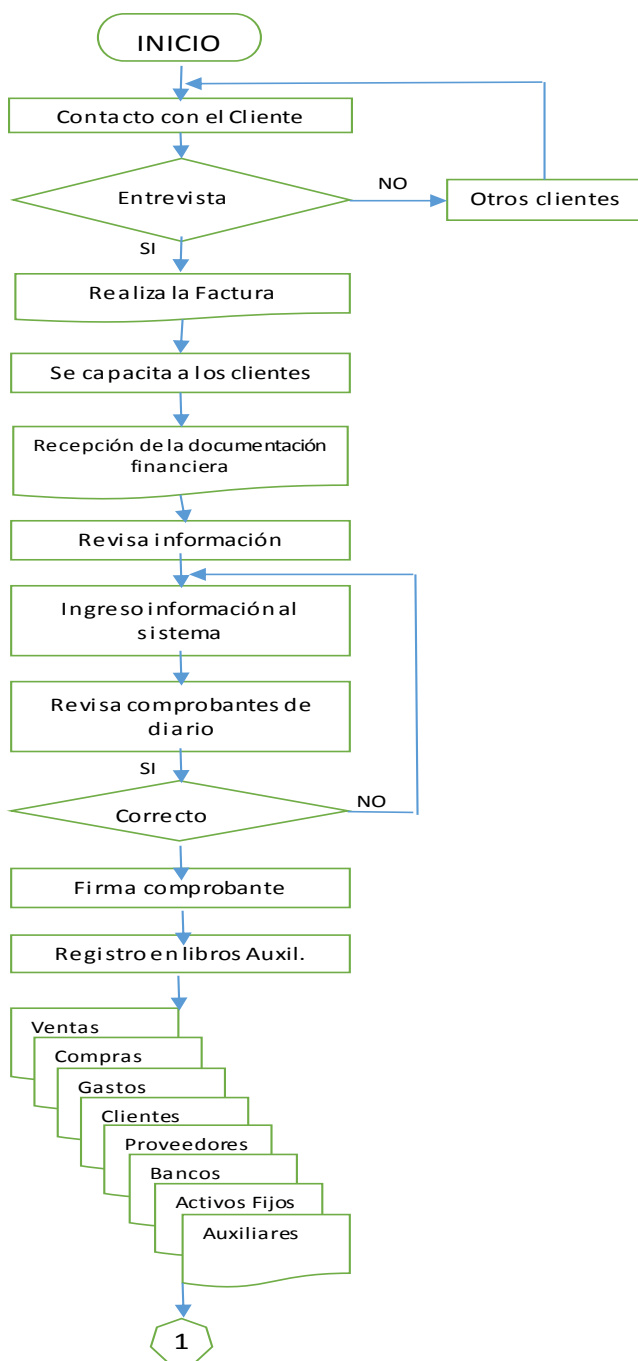 INICIO
Contacto con el Cliente
Entrevista
NO
Otros clientes
SI
Realiza la Factura
Se capacita a los clientes
Recepción de la documentación
financiera
Revisa información
Ingreso información al
sistema
Revisa comprobantes de
diario
SI
Correcto
NO
Firma comprobante
Registro en libros Auxil.
Ventas
Compras
Gastos
Clientes
Proveedores
Bancos
Activos Fijos
Auxiliares
1